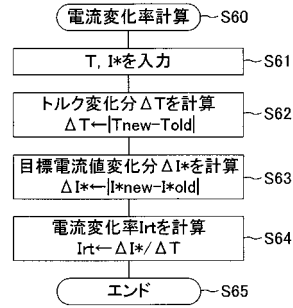 電流変化率計算 S60
T, I*を入力 S61
トルク変化分ΔTを計算
ΔT←|Tnew-Told| S62
目標電流値変化分ΔI*を計算
ΔI*←|I*new-I*old| S63
電流変化率Irtを計算
Irt←ΔI*/ΔT S64
エンド S65